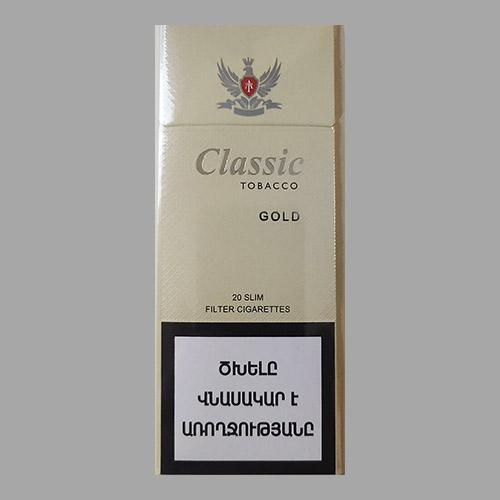 Classic
TOBACCO
GOLD
20 SLIM
FILTER CIGARETTES
ԾԽԵԼԸ
ՎՆԱՍԱԿԱՐ Է
ԱՌՈՂՋՈՒԹՅԱՆԸ